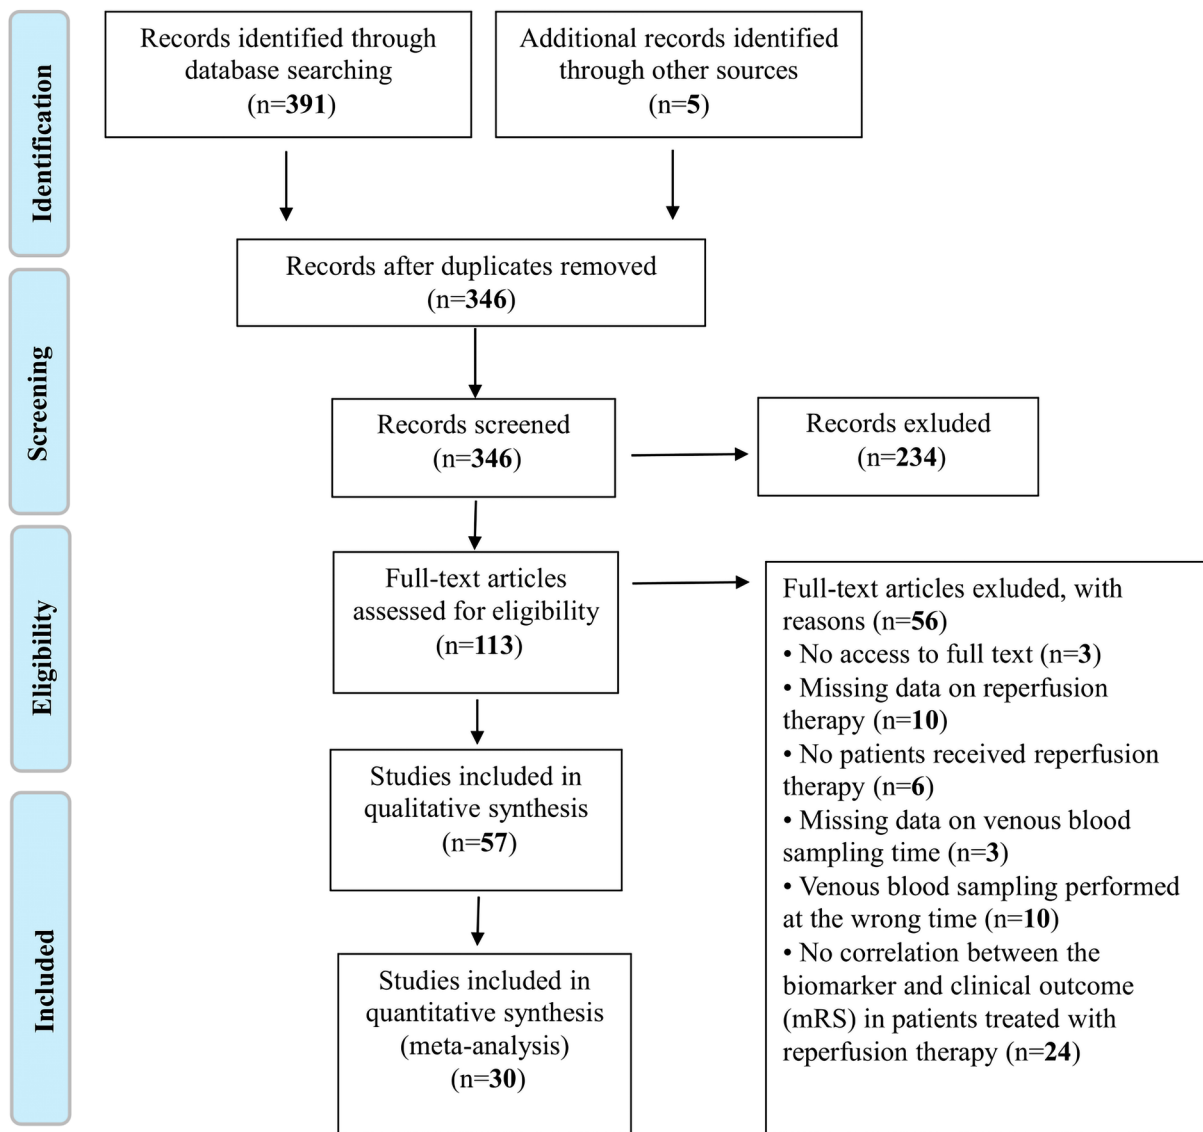 Identification
Records identified through
database searching
(n=391)
Additional records identified
through other sources
(n=5)
Records after duplicates removed
(n=346)
Screening
Records screened
(n=346)
Records exluded
(n=234)
Eligibility
Full-text articles
assessed for eligibility
(n=113)
Full-text articles exluded, with
reasons (n=56)
• No access to full text (n=3)
• Missing data on reperfusion
therapy (n=10)
• No patients received reperfusion
therapy (n=6)
• Missing data on venous blood
sampling time (n=3)
• Venous blood sampling performed
at the wrong time (n=10)
• No correlation between the
biomarker and clinical outcome
(mRS) in patients treated with
reperfusion therapy (n=24)
Studies included in
qualitative synthesis
(n=57)
Included
Studies included in
quantitative synthesis
(meta-analysis)
(n=30)